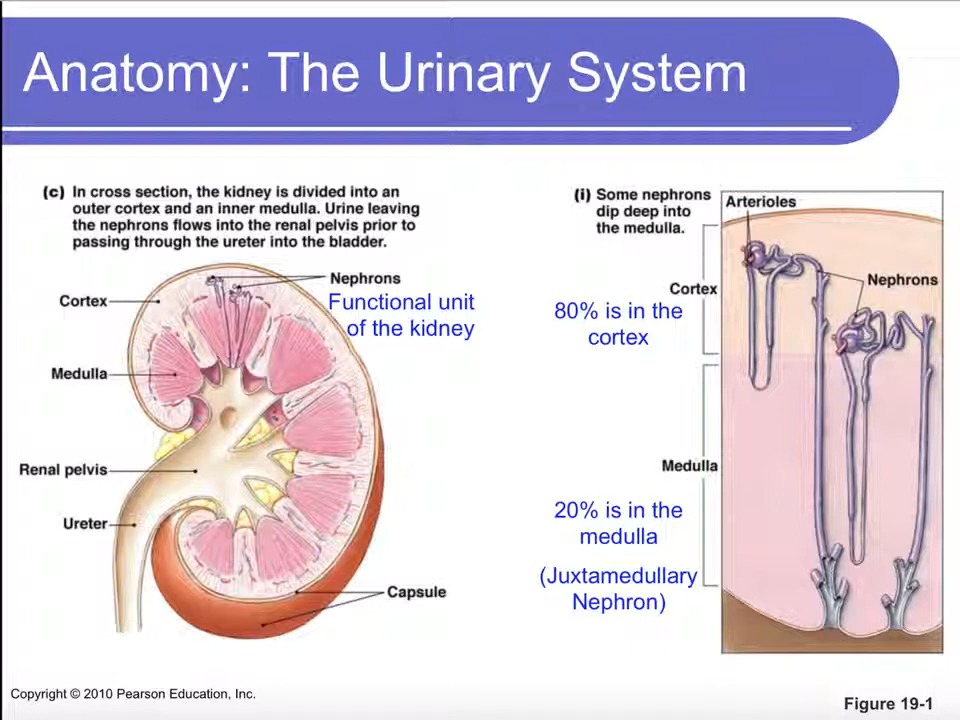 Anatomy: The Urinary System
(c) In cross section, the kidney is divided into an
outer cortex and an inner medulla. Urine leaving
the nephrons flows into the renal pelvis prior to
passing through the ureter into the bladder.
Nephrons
Functional unit
of the kidney
Cortex
Medulla
Renal pelvis
Ureter
Capsule
(i) Some nephrons
dip deep into
the medulla.
Arterioles
Cortex
Nephrons
80% is in the
cortex
Medulla
20% is in the
medulla
(Juxtamedullary
Nephron)
Copyright © 2010 Pearson Education, Inc.
Figure 19-1